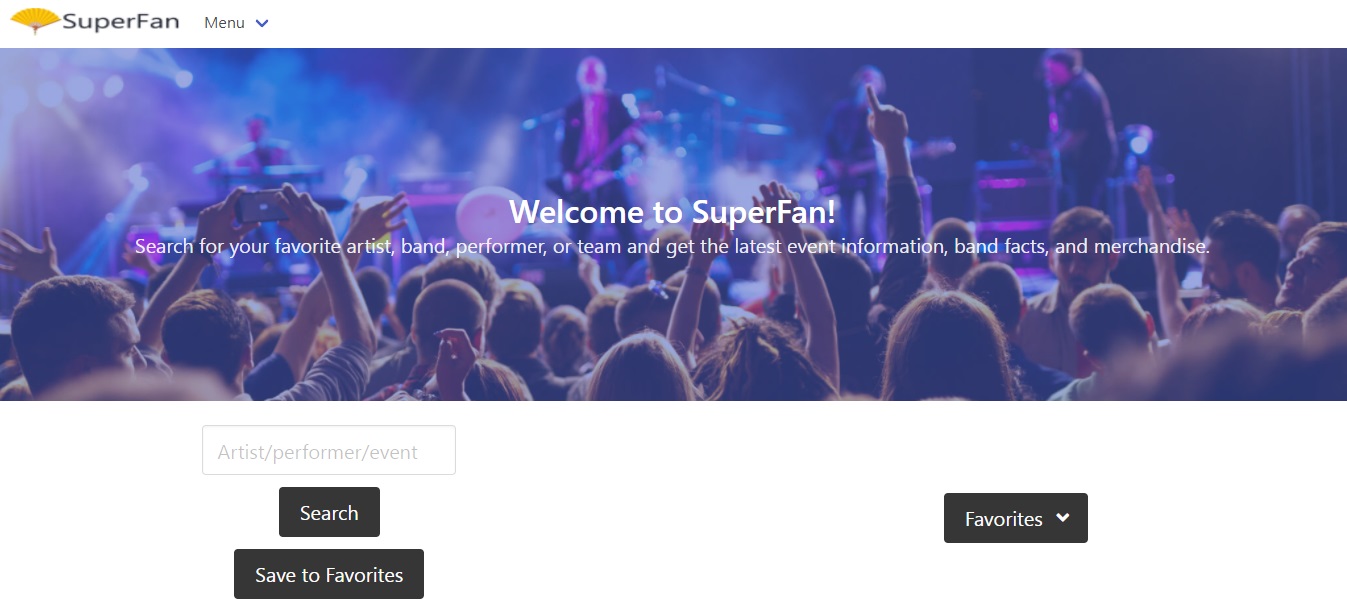 SuperFan
Menu
Welcome to SuperFan!
Search for your favorite artist, band, performer, or team and get the latest event information, band facts, and merchandise.
Artist/performer/event
Search
Save to Favorites
Favorites